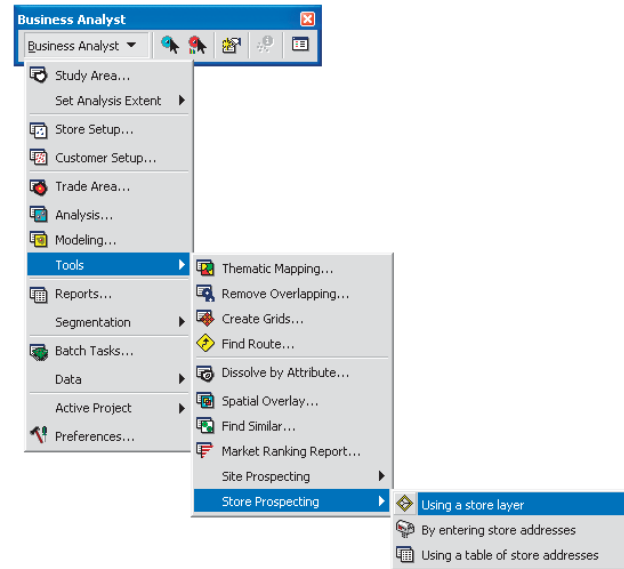 Business Analyst
Business Analyst
Study Area...
Set Analysis Extent
Store Setup...
Customer Setup...
Trade Area...
Analysis...
Modeling...
Tools
Reports...
Segmentation
Batch Tasks...
Data
Active Project
Preferences...
Thematic Mapping...
Remove Overlapping...
Create Grids...
Find Route...
Dissolve by Attribute...
Spatial Overlay...
Find Similar...
Market Ranking Report...
Site Prospecting
Store Prospecting
Using a store layer
By entering store addresses
Using a table of store addresses